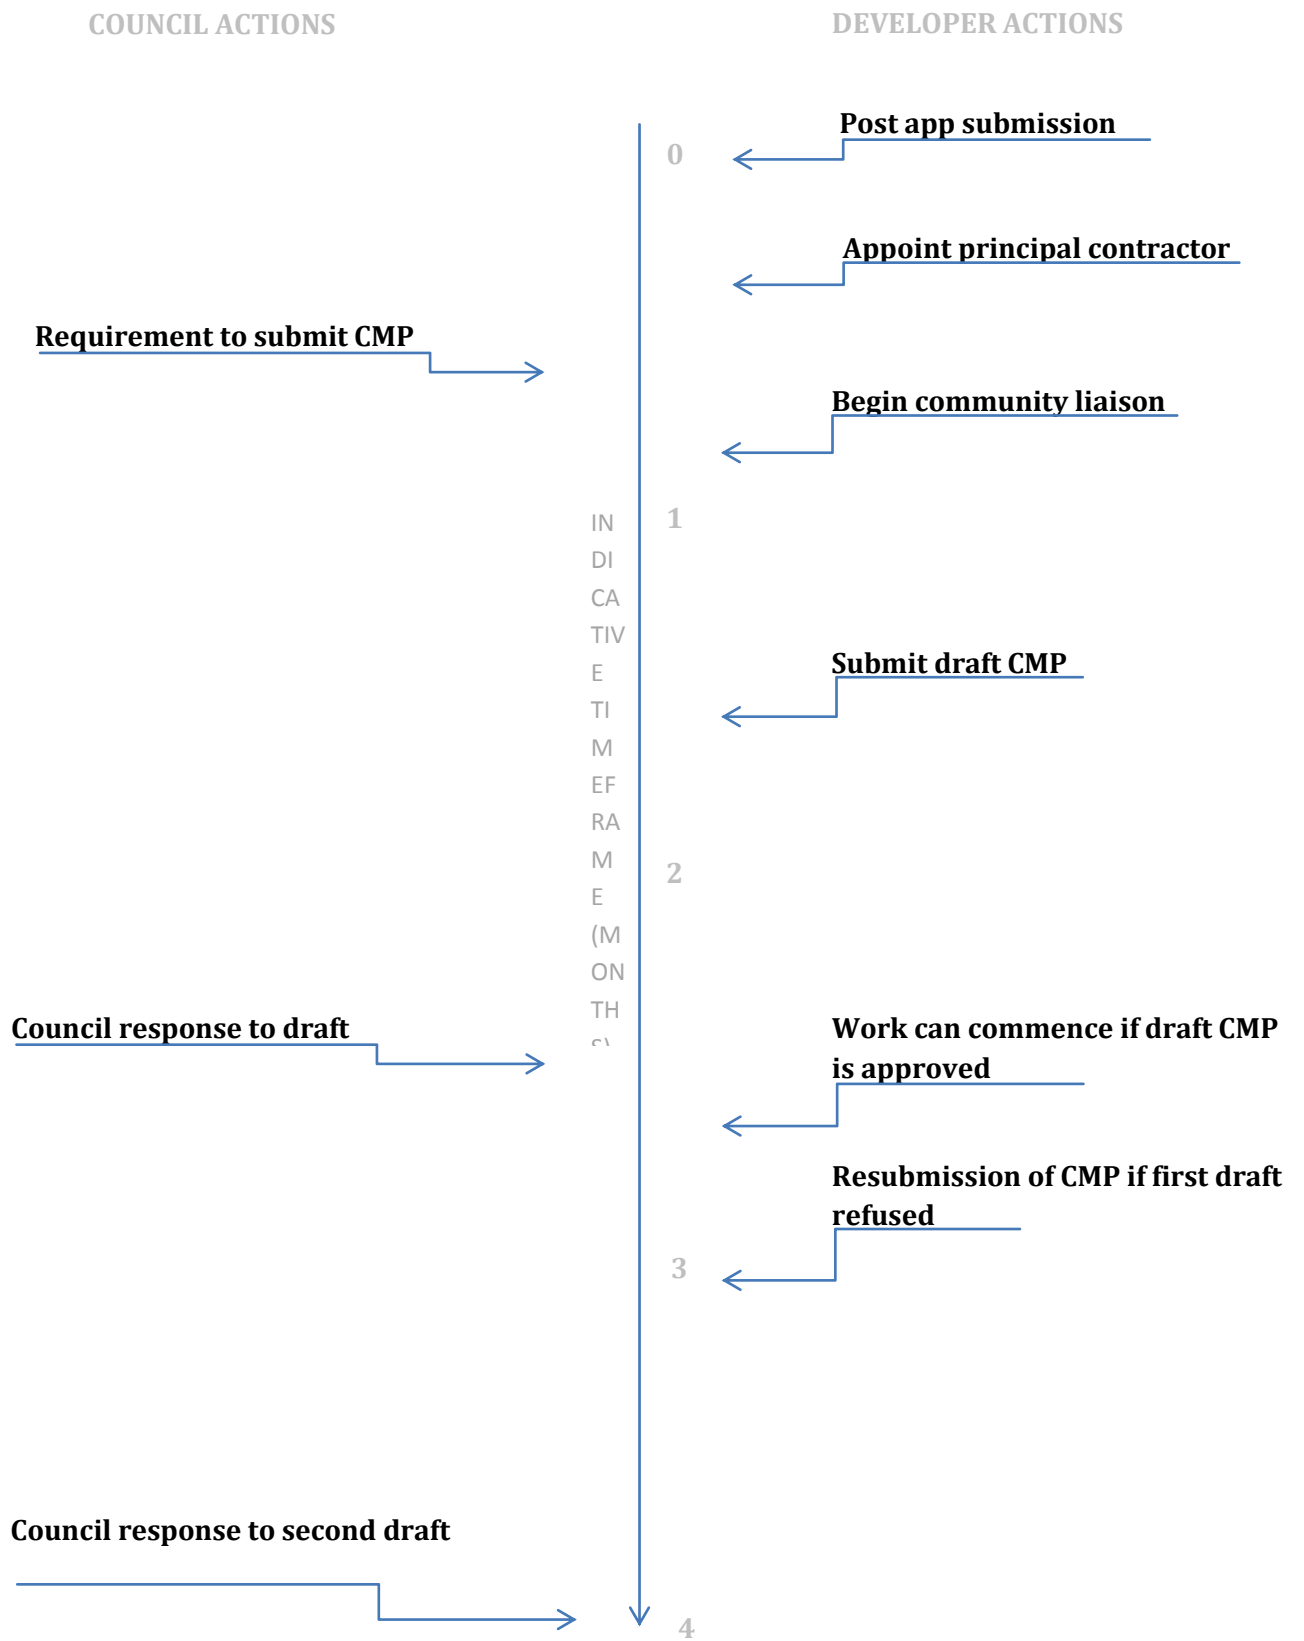 COUNCIL ACTIONS
DEVELOPER ACTIONS
Post app submission
0
Appoint principal contractor
Requirement to submit CMP
Begin community liaison
1
IN
DI
CA
TIV
E
TI
M
EF
RA
M
E
(M
ON
TH
S)
Submit draft CMP
2
Council response to draft
Work can commence if draft CMP
is approved
Resubmission of CMP if first draft
refused
3
Council response to second draft
4